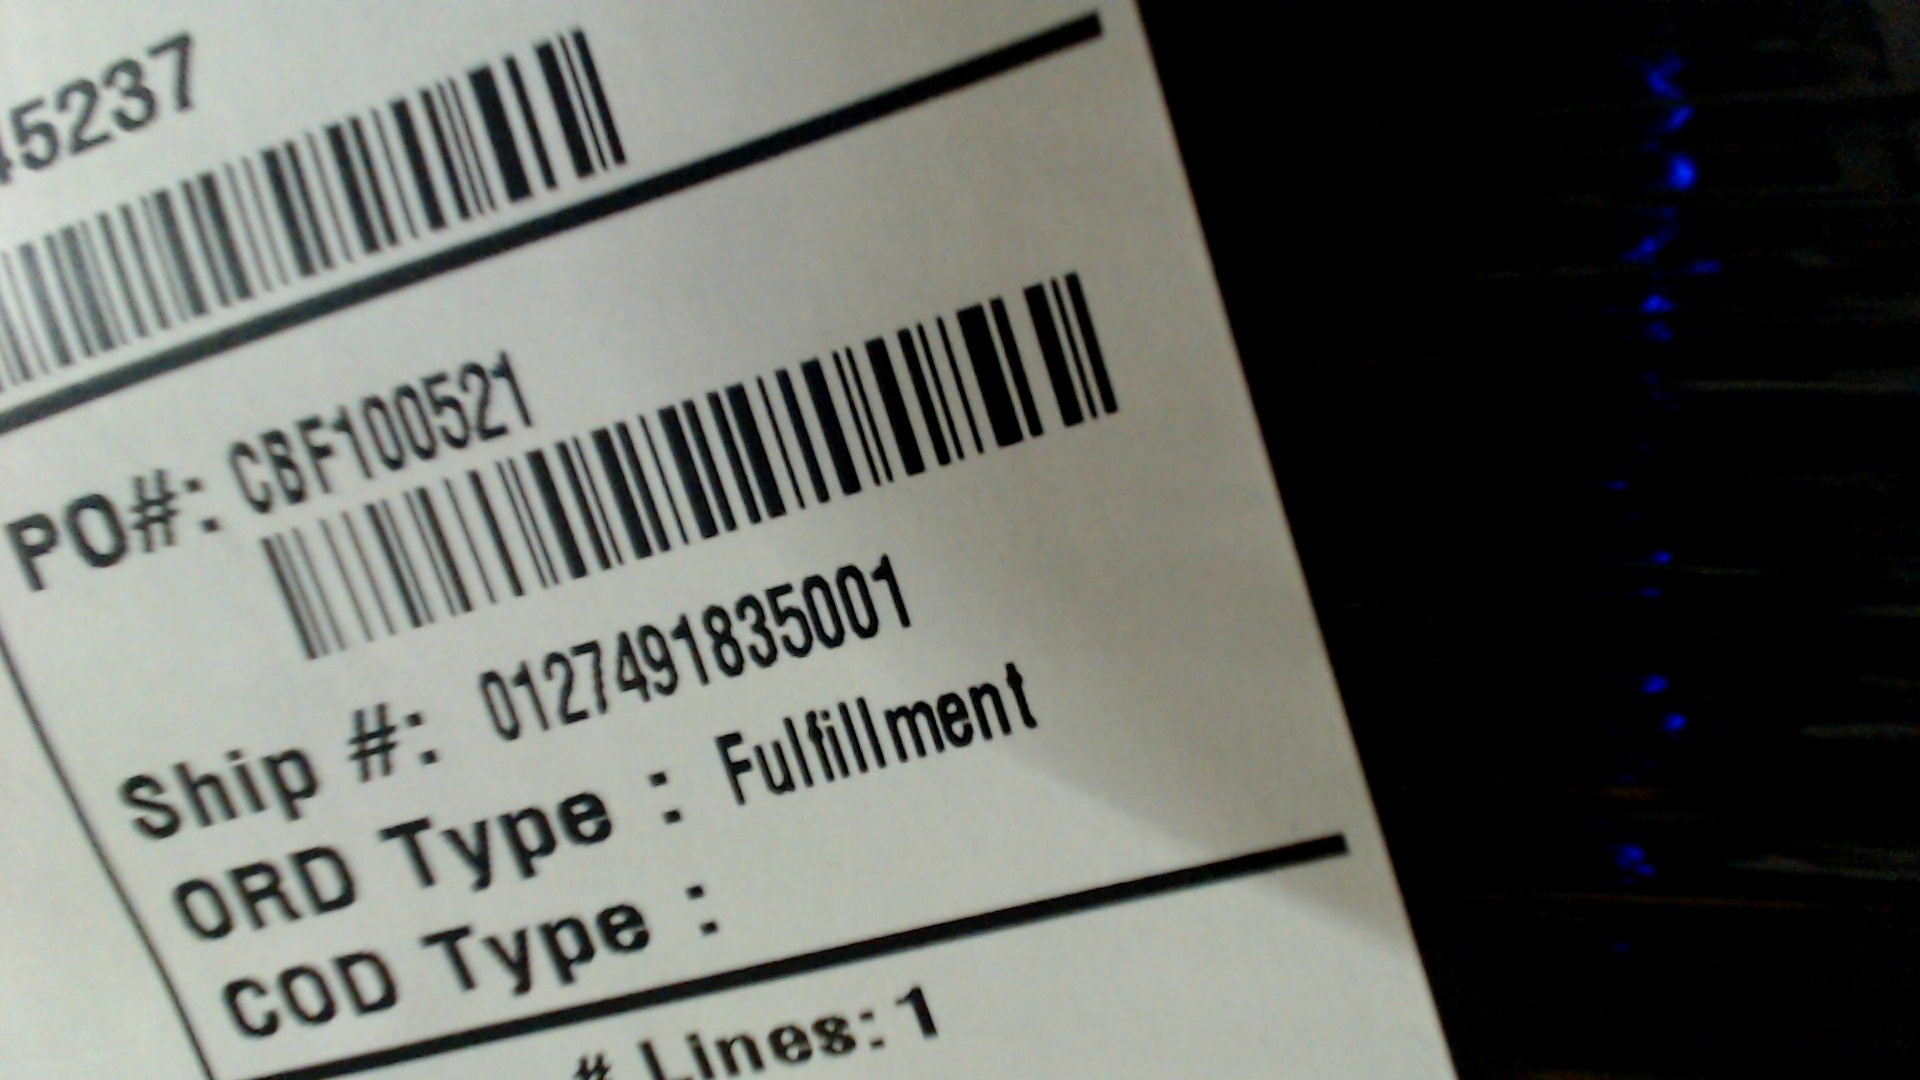 45237
PO#: CBF100521
Ship #: 0127491835001
ORD Type : Fulfillment
COD Type :
# Lines: 1